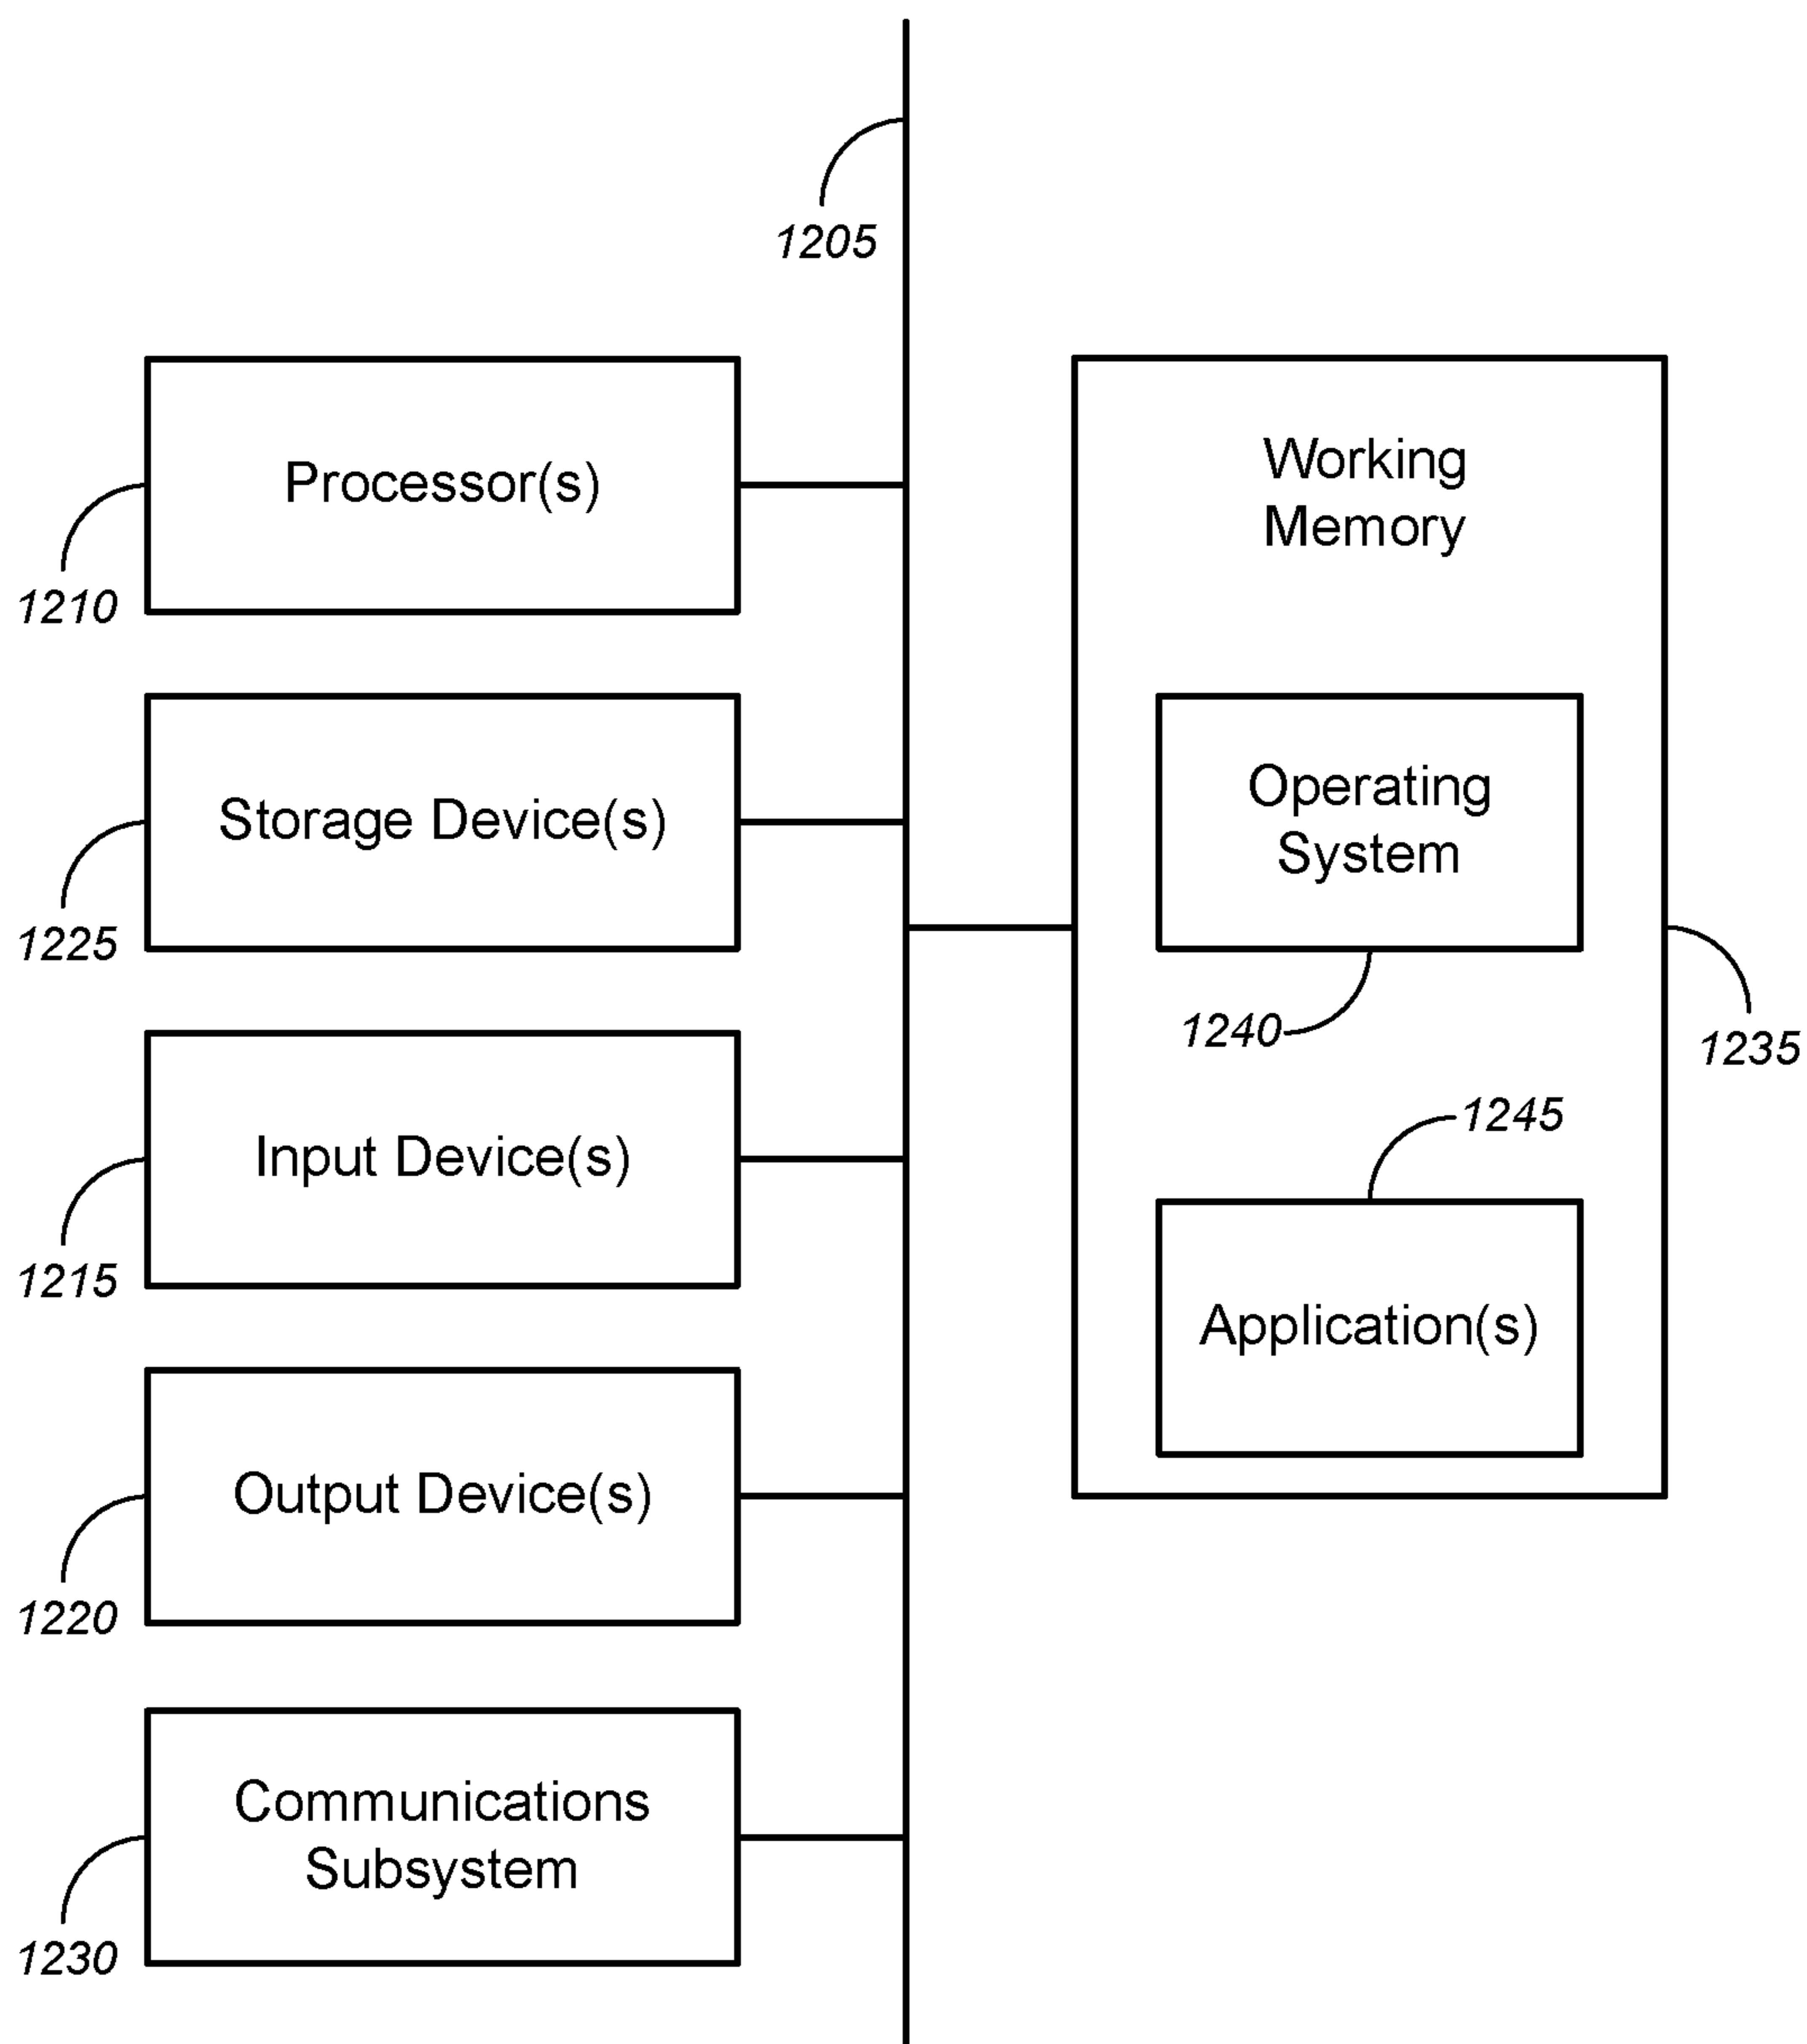 1205
Processor(s)
1210
Storage Device(s)
1225
Input Device(s)
1215
Output Device(s)
1220
Communications
Subsystem
1230
Working
Memory
Operating
System
1240
1235
1245
Application(s)